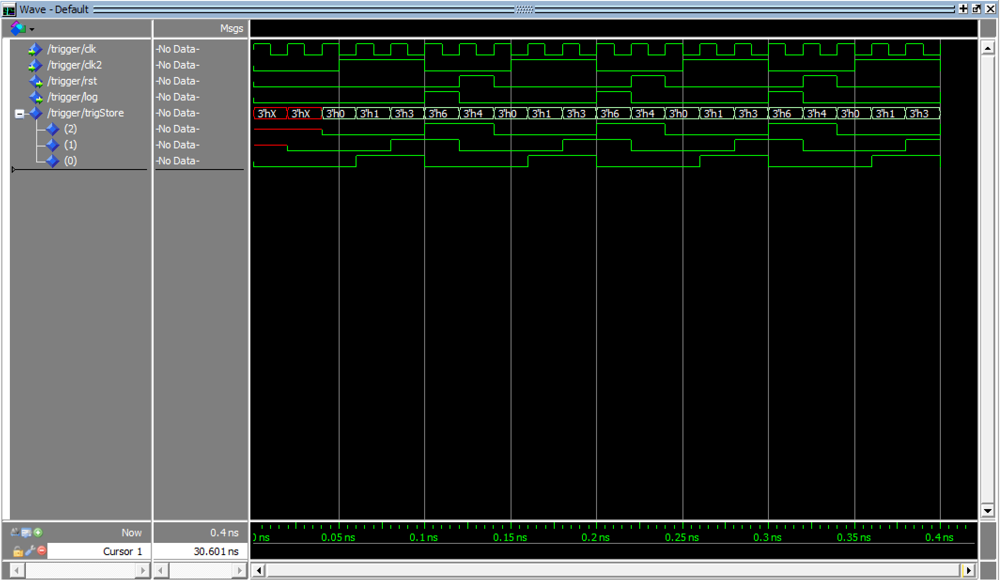 Wave - Default
Msgs
/trigger/clk -No Data-
/trigger/clk2 -No Data-
/trigger/rst -No Data-
/trigger/log -No Data-
/trigger/trigStore -No Data- 3'hX 3'hX 3'h0 3'h1 3'h3 3'h6 3'h4 3'h0 3'h1 3'h3 3'h6 3'h4 3'h0 3'h1 3'h3 3'h6 3'h4 3'h0 3'h1 3'h3
(2) -No Data-
(1) -No Data-
(0) -No Data-
Now 0.4 ns ns 0.05 ns 0.1 ns 0.15 ns 0.2 ns 0.25 ns 0.3 ns 0.35 ns 0.4 ns
Cursor 1 30.601 ns